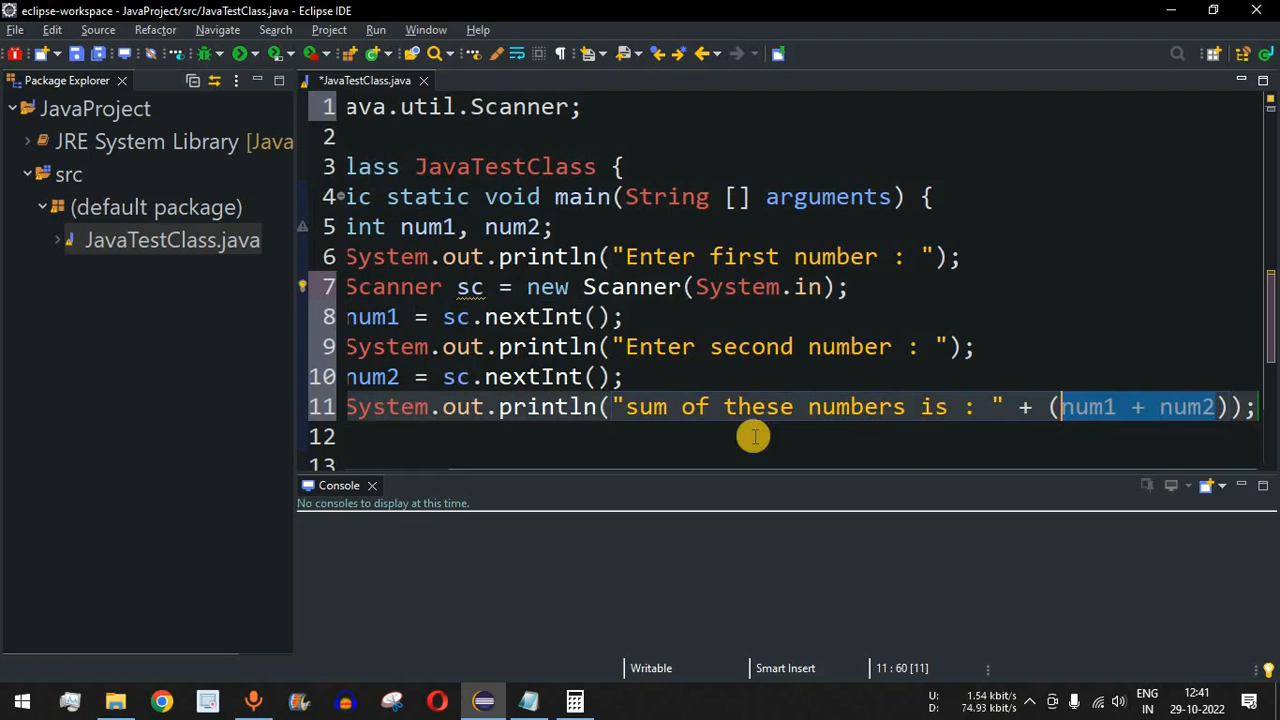 eclipse-workspace - JavaProject/src/JavaTestClass.java - Eclipse IDE
File Edit Source Refactor Navigate Search Project Run Window Help
Package Explorer
*JavaTestClass.java
JavaProject
JRE System Library [Java
src
(default package)
JavaTestClass.java
1 ava.util.Scanner;
2
3 lass JavaTestClass {
4 ic static void main(String [] arguments) {
5 int num1, num2;
6 System.out.println("Enter first number : ");
7 Scanner sc = new Scanner(System.in);
8 num1 = sc.nextInt();
9 System.out.println("Enter second number : ");
10 num2 = sc.nextInt();
11 System.out.println("sum of these numbers is : " + (num1 + num2));
12
13
Console
No consoles to display at this time.
Writable Smart Insert 11 : 60 [11]
U: 1.54 kbit/s
D: 74.93 kbit/s
ENG
IN
12:41
29-10-2022